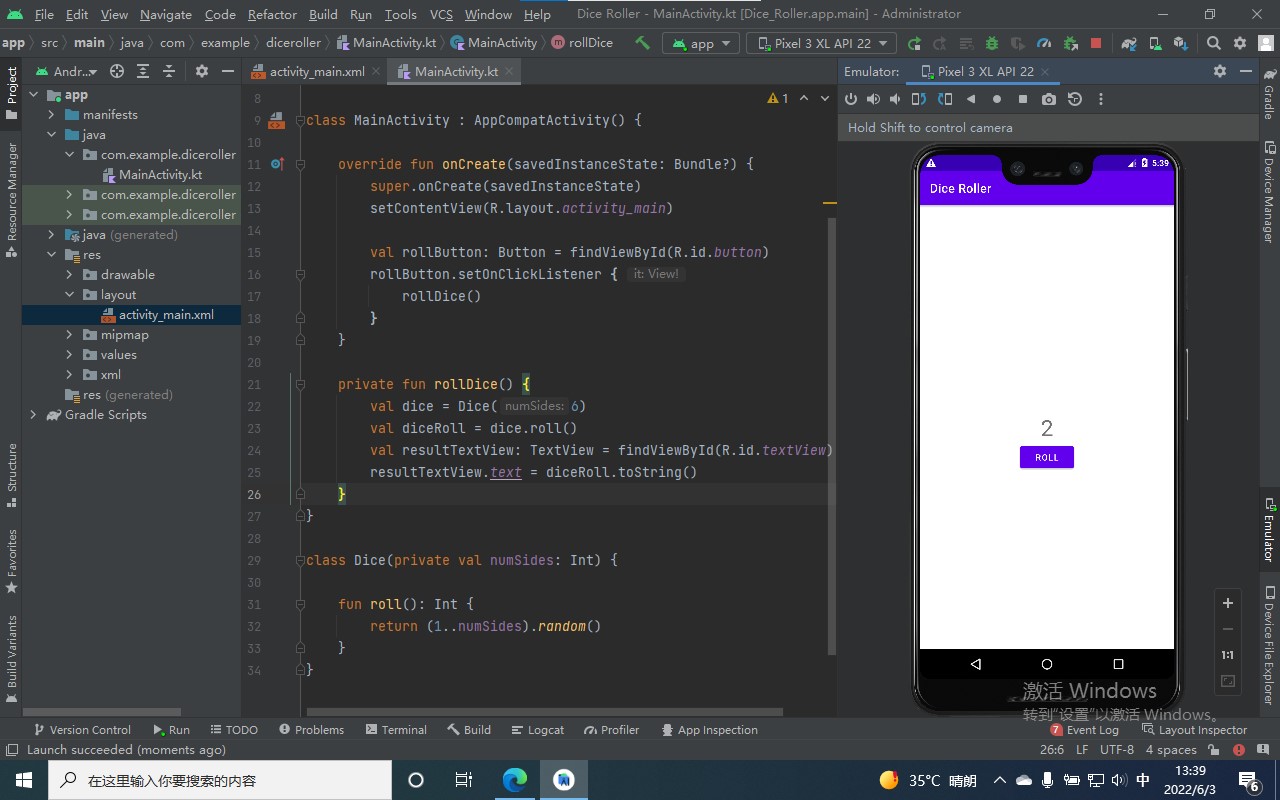 File Edit View Navigate Code Refactor Build Run Tools VCS Window Help Dice Roller - MainActivity.kt [Dice_Roller.app.main] - Administrator
app src main java com example diceroller MainActivity.kt MainActivity rollDice app Pixel 3 XL API 22
Andr... activity_main.xml MainActivity.kt Emulator: Pixel 3 XL API 22
Project
Resource Manager
Structure
Favorites
Build Variants
app
manifests
java
com.example.diceroller
MainActivity.kt
com.example.diceroller
com.example.diceroller
java (generated)
res
drawable
layout
activity_main.xml
mipmap
values
xml
res (generated)
Gradle Scripts
1
8
9 class MainActivity : AppCompatActivity() {
10
11 override fun onCreate(savedInstanceState: Bundle?) {
12 super.onCreate(savedInstanceState)
13 setContentView(R.layout.activity_main)
14
15 val rollButton: Button = findViewById(R.id.button)
16 rollButton.setOnClickListener { it: View!
17 rollDice()
18 }
19 }
20
21 private fun rollDice() {
22 val dice = Dice( numSides: 6)
23 val diceRoll = dice.roll()
24 val resultTextView: TextView = findViewById(R.id.textView)
25 resultTextView.text = diceRoll.toString()
26 }
27 }
28
29 class Dice(private val numSides: Int) {
30
31 fun roll(): Int {
32 return (1..numSides).random()
33 }
34 }
Hold Shift to control camera
5:39
Dice Roller
2
ROLL
1:1
Gradle
Device Manager
Emulator
Device File Explorer
激活 Windows
转到"设置"以激活 Windows。
Version Control Run TODO Problems Terminal Build Logcat Profiler App Inspection 7 Event Log Layout Inspector
Launch succeeded (moments ago) 26:6 LF UTF-8 4 spaces
在这里输入你要搜索的内容 35°C 晴朗 中 13:39
2022/6/3 6